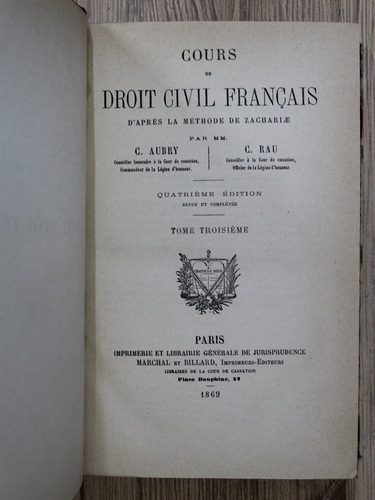 COURS
DE
DROIT CIVIL FRANÇAIS
D'APRÈS LA MÉTHODE DE ZACHARIÆ
PAR MM.
C. AUBRY
Conseiller honoraire à la Cour de cassation,
Commandeur de la Légion d'honneur.
C. RAU
Conseiller à la Cour de cassation,
Officier de la Légion d'honneur
QUATRIÈME ÉDITION
REVUE ET COMPLÉTÉE
TOME TROISIÈME
PARIS
IMPRIMERIE ET LIBRAIRIE GÉNÉRALE DE JURISPRUDENCE
MARCHAL ET BILLARD, IMPRIMEURS-ÉDITEURS
LIBRAIRES DE LA COUR DE CASSATION
Place Dauphine, 27
1869